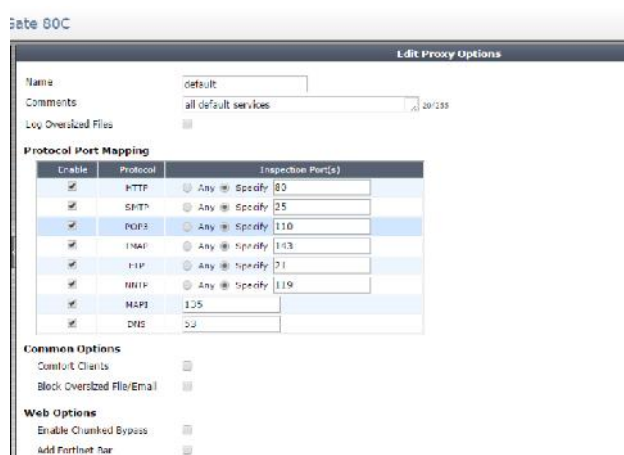 Gate 80C
Edit Proxy Options
Name default
Comments all default services 20/255
Log Oversized Files
Protocol Port Mapping
Enable Protocol Inspection Port(s)
HTTP Any Specify 80
SMTP Any Specify 25
POP3 Any Specify 110
IMAP Any Specify 143
FTP Any Specify 21
NNTP Any Specify 119
MAPI 135
DNS 53
Common Options
Comfort Clients
Block Oversized File/Email
Web Options
Enable Chunked Bypass
Add Fortinet Bar